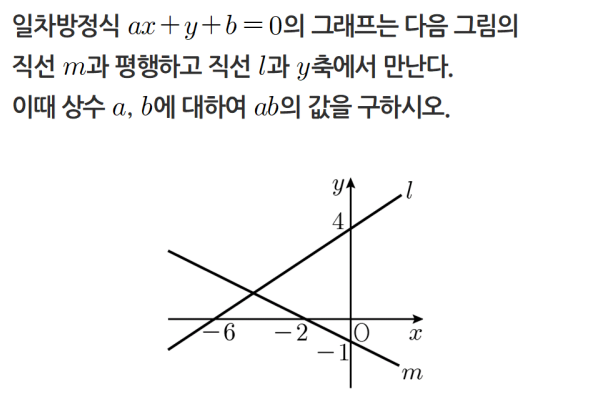 일차방정식 ax+y+b=0의 그래프는 다음 그림의
직선 m과 평행하고 직선 l과 y축에서 만난다.
이때 상수 a, b에 대하여 ab의 값을 구하시오.
y
l
4
-6
-2
O
x
-1
m